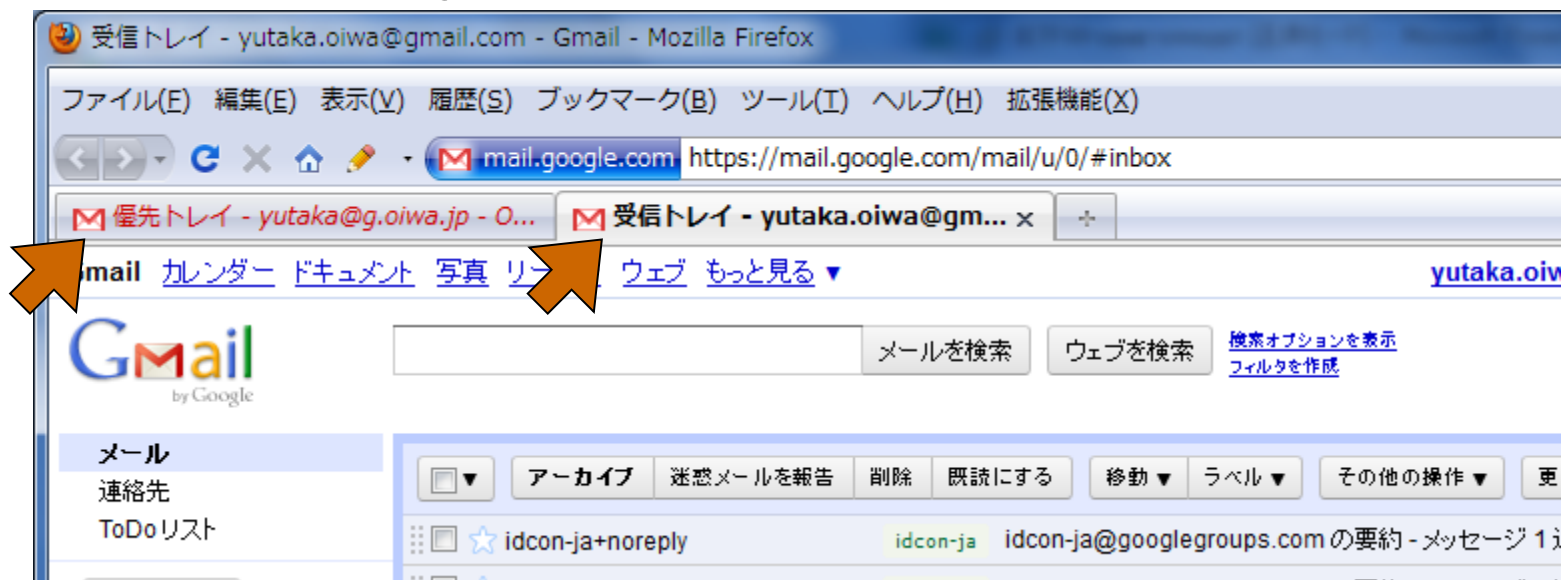 受信トレイ - yutaka.oiwa@gmail.com - Gmail - Mozilla Firefox
ファイル(F) 編集(E) 表示(V) 履歴(S) ブックマーク(B) ツール(T) ヘルプ(H) 拡張機能(X)
mail.google.com https://mail.google.com/mail/u/0/#inbox
優先トレイ - yutaka@g.oiwa.jp - O... 受信トレイ - yutaka.oiwa@gm... x +
カレンダー ドキュメント 写真 ウェブ もっと見る ▼ yutaka.oiw
Gmail メールを検索 ウェブを検索 検索オプションを表示
by Google フィルタを作成
メール
連絡先
ToDoリスト
▼ アーカイブ 迷惑メールを報告 削除 既読にする 移動 ▼ ラベル ▼ その他の操作 ▼ 更
idcon-ja+noreply idcon-ja idcon-ja@googlegroups.com の要約 - メッセージ 1